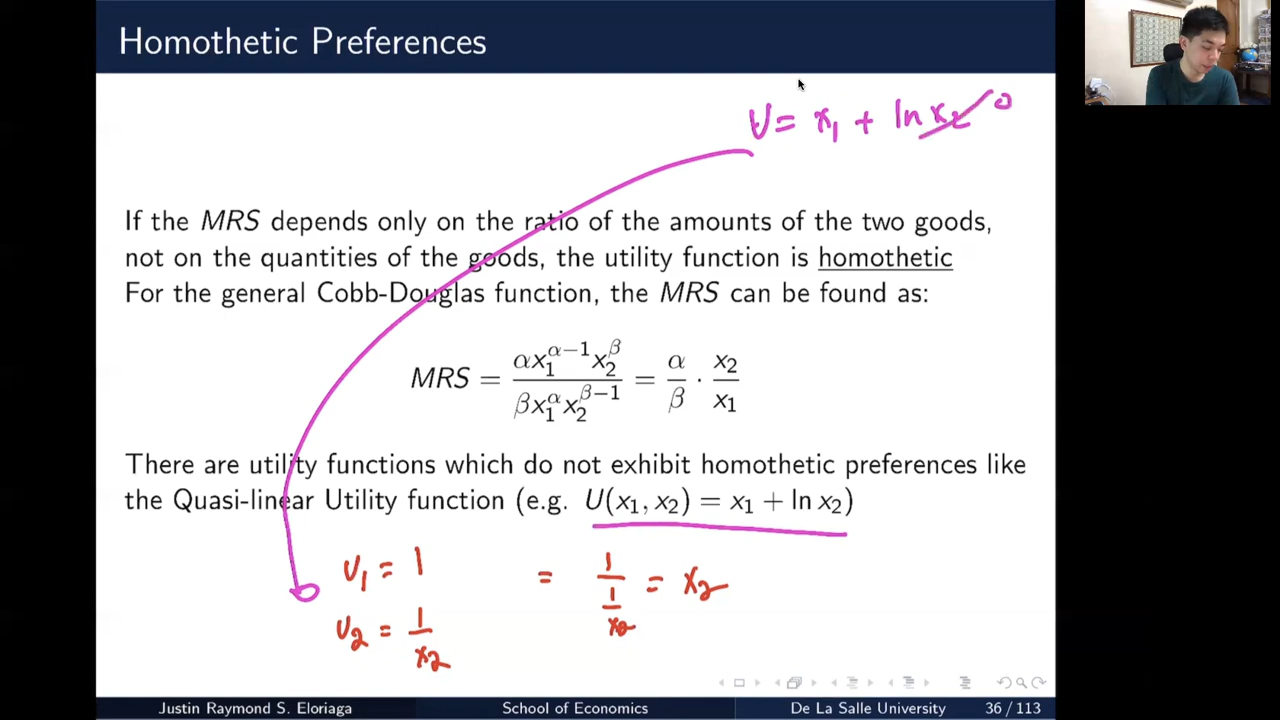 Homothetic Preferences
U = x₁ + ln x₂ 0
If the MRS depends only on the ratio of the amounts of the two goods,
not on the quantities of the goods, the utility function is homothetic
For the general Cobb-Douglas function, the MRS can be found as:
MRS = αx₁^(α−1)x₂^β / βx₁^αx₂^(β−1) = α/β · x₂/x₁
There are utility functions which do not exhibit homothetic preferences like
the Quasi-linear Utility function (e.g. U(x₁, x₂) = x₁ + ln x₂)
U₁ = 1 = 1/(1/x₂) = x₂
U₂ = 1/x₂
Justin Raymond S. Eloriaga School of Economics De La Salle University 36 / 113